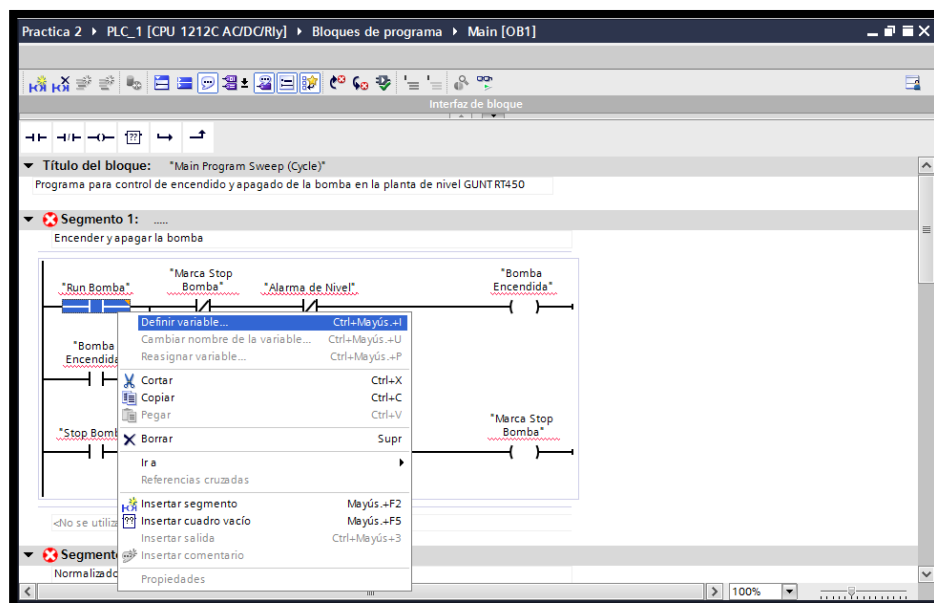 Practica 2 ▸ PLC_1 [CPU 1212C AC/DC/Rly] ▸ Bloques de programa ▸ Main [OB1]
Interfaz de bloque
Título del bloque: "Main Program Sweep (Cycle)"
Programa para control de encendido y apagado de la bomba en la planta de nivel GUNT RT450
Segmento 1: .....
Encender y apagar la bomba
"Run Bomba"
"Marca Stop
Bomba"
"Alarma de Nivel"
"Bomba
Encendida"
Definir variable... Ctrl+Mayús.+I
Cambiar nombre de la variable... Ctrl+Mayús.+U
Reasignar variable... Ctrl+Mayús.+P
Cortar Ctrl+X
Copiar Ctrl+C
Pegar Ctrl+V
Borrar Supr
Ir a
Referencias cruzadas
Insertar segmento Mayús.+F2
Insertar cuadro vacío Mayús.+F5
Insertar salida Ctrl+Mayús+3
Insertar comentario
Propiedades
"Bomba
Encendida
"Stop Bomb
"Marca Stop
Bomba"
<No se utiliz
Segment
Normalizado
100%